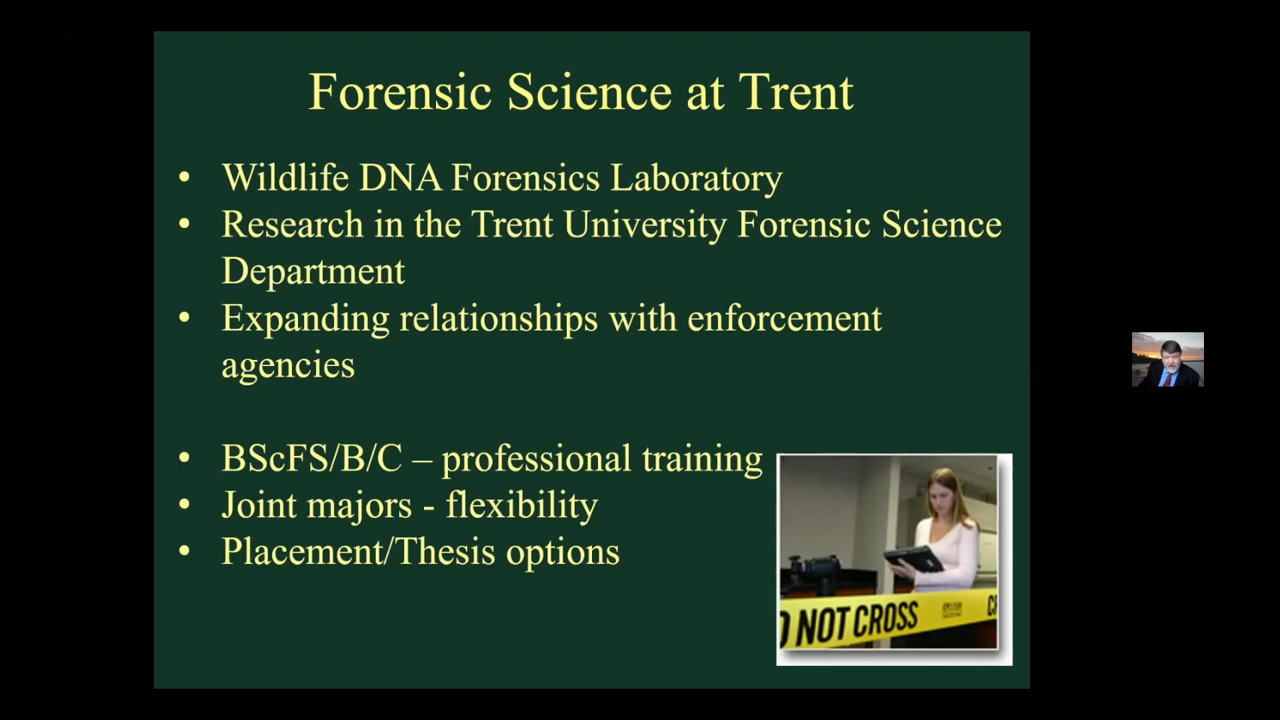 Forensic Science at Trent
• Wildlife DNA Forensics Laboratory
• Research in the Trent University Forensic Science
Department
• Expanding relationships with enforcement
agencies
• BScFS/B/C – professional training
• Joint majors - flexibility
• Placement/Thesis options
NOT CROSS